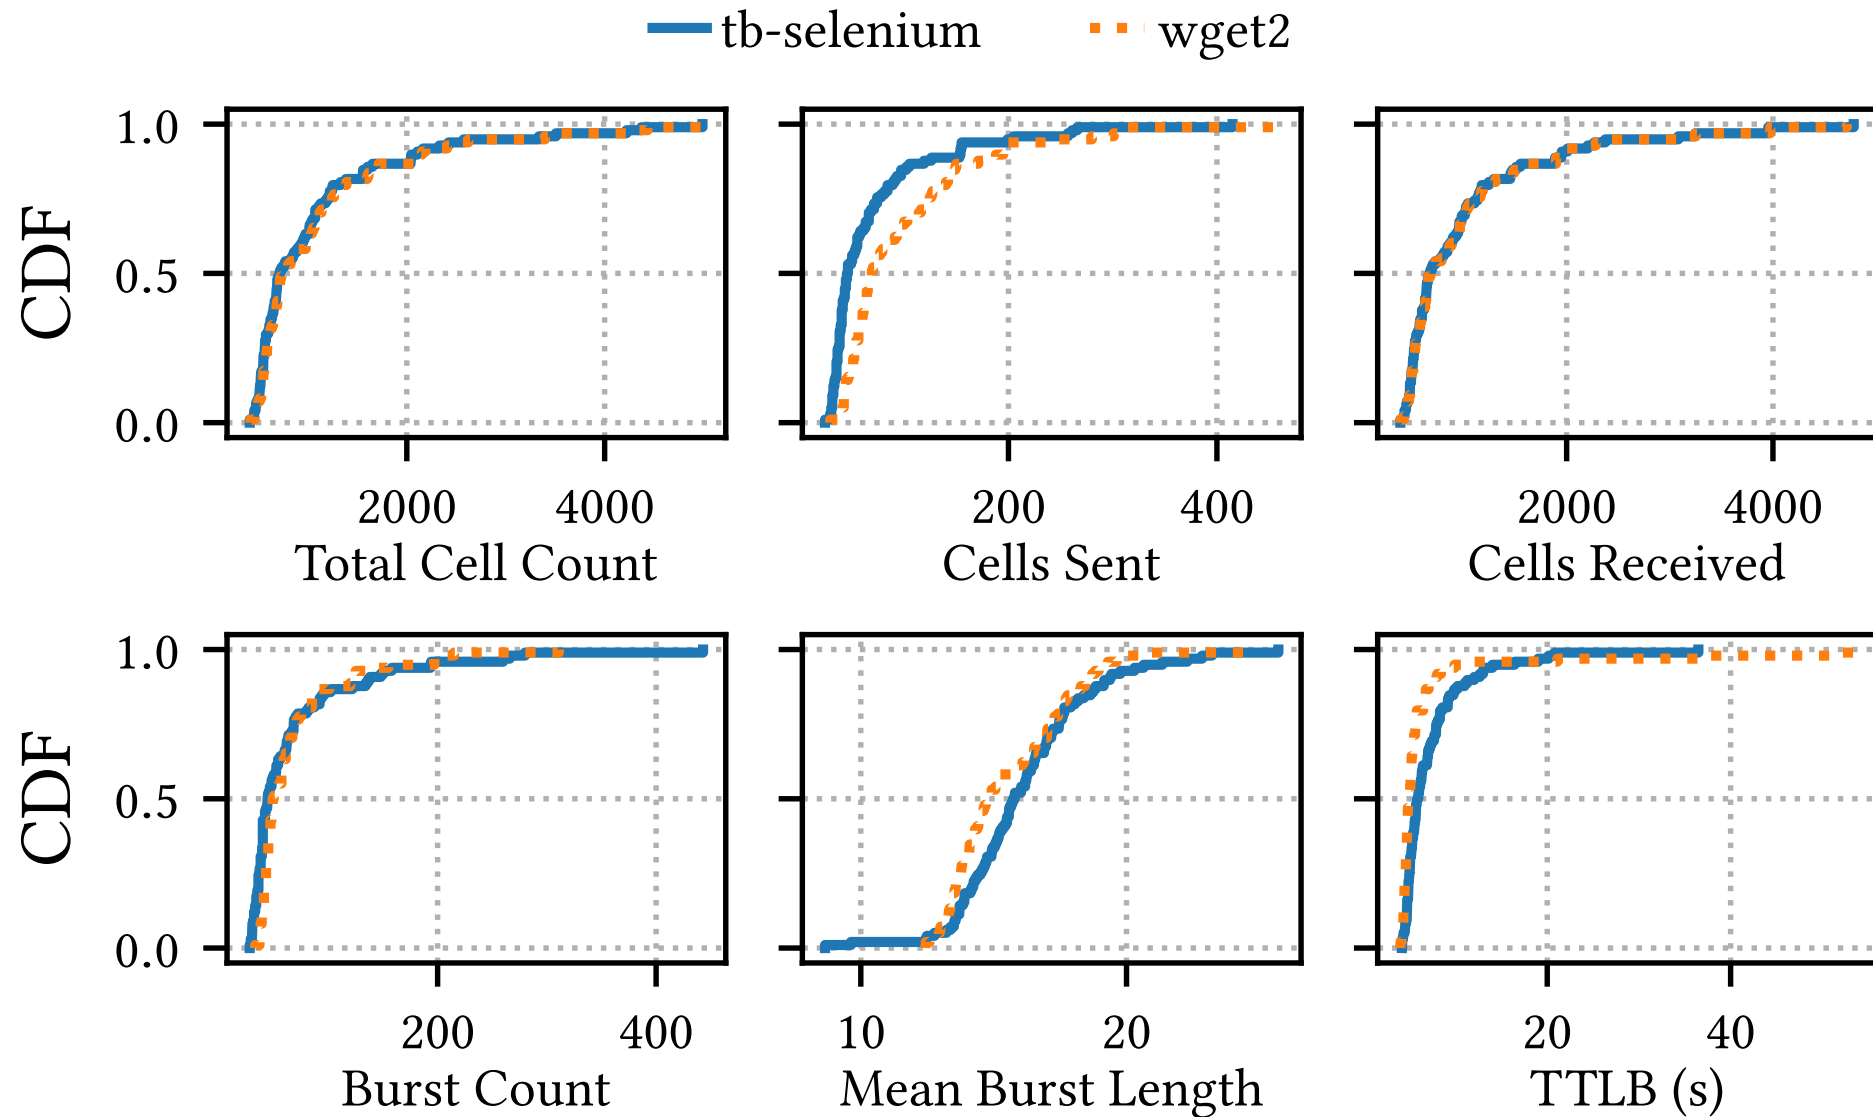 tb-selenium wget2
CDF
1.0
0.5
0.0
2000 4000
Total Cell Count
200 400
Cells Sent
2000 4000
Cells Received
CDF
1.0
0.5
0.0
200 400
Burst Count
10 20
Mean Burst Length
20 40
TTLB (s)